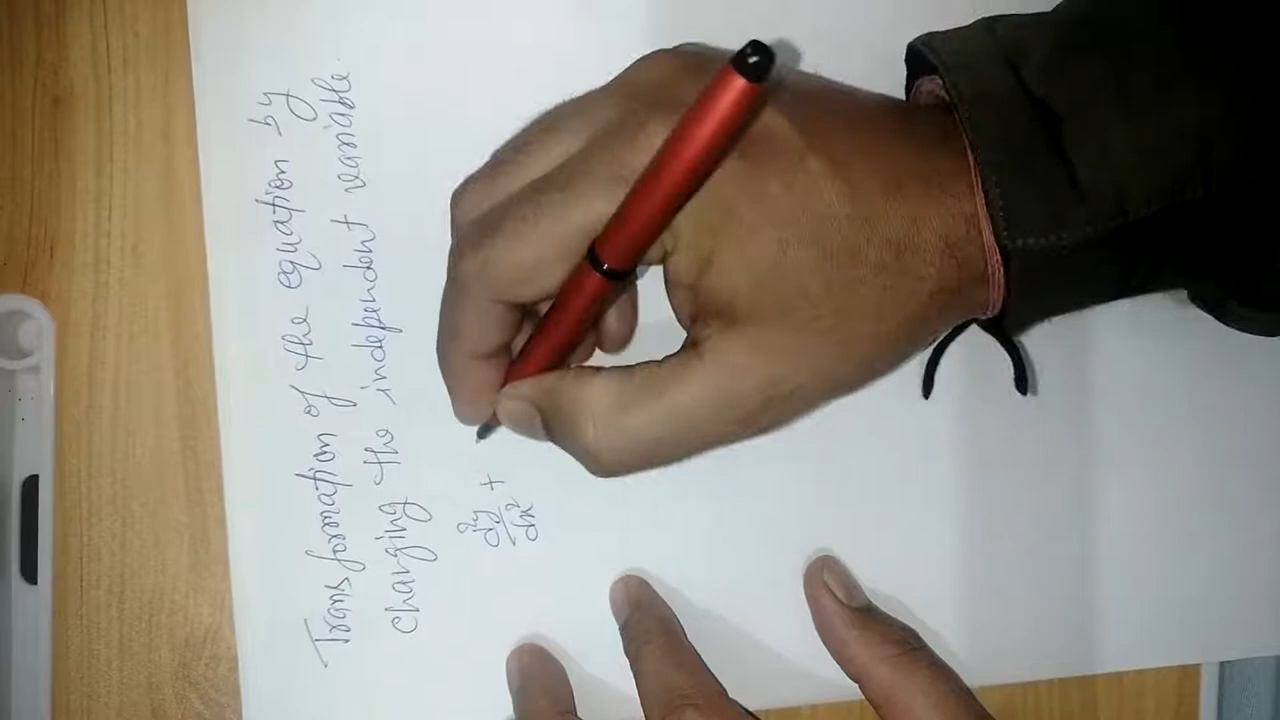 Transformation of the equation by
changing the independent variable.
d²y/dx² +